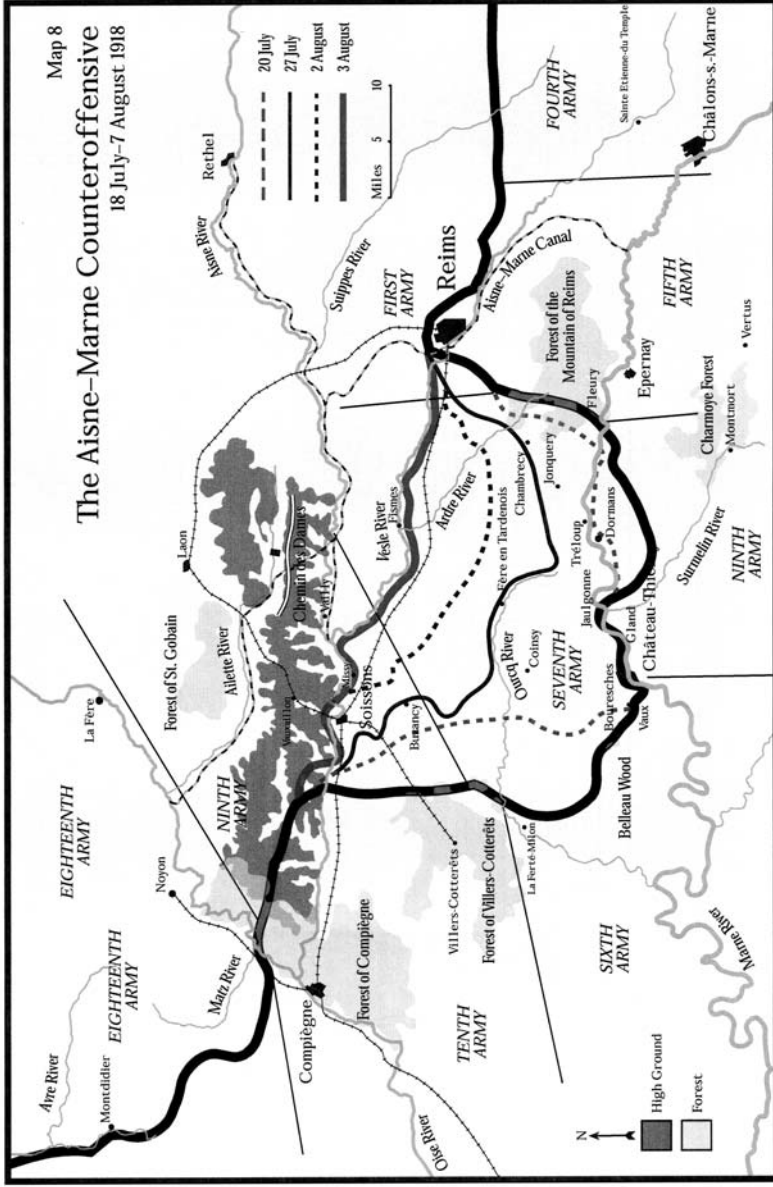 Map 8
The Aisne–Marne Counteroffensive
18 July–7 August 1918
20 July
27 July
2 August
3 August
Miles
5
10
Avre River
Montdidier
EIGHTEENTH
ARMY
EIGHTEENTH
ARMY
Noyon
La Fère
Forest of St. Gobain
Laon
Rethel
Aisne River
Matz River
Ailette River
Suippes River
NINTH
ARMY
Chemin des Dames
Vailly
Compiègne
Forest of Compiègne
Oise River
Soissons
Missy
Vesle River
Fismes
FIRST
ARMY
Reims
Ardre River
Buzancy
Villers-Cotterêts
Forest of Villers-Cotterêts
TENTH
ARMY
La Ferté-Milon
Ourcq River
Fère en Tardenois
Coinsy
SEVENTH
ARMY
Chambrecy
Jonquery
Aisne–Marne Canal
Forest of the
Mountain of Reims
FOURTH
ARMY
Sainte Etienne-du Temple
Châlons-s.-Marne
Belleau Wood
Bouresches
Vaux
Château-Thie
Gland
Jaulgonne
Tréloup
Dormans
Fleury
Epernay
FIFTH
ARMY
SIXTH
ARMY
Marne River
Surmelin River
NINTH
ARMY
Charmoye Forest
Montmort
Vertus
N
High Ground
Forest